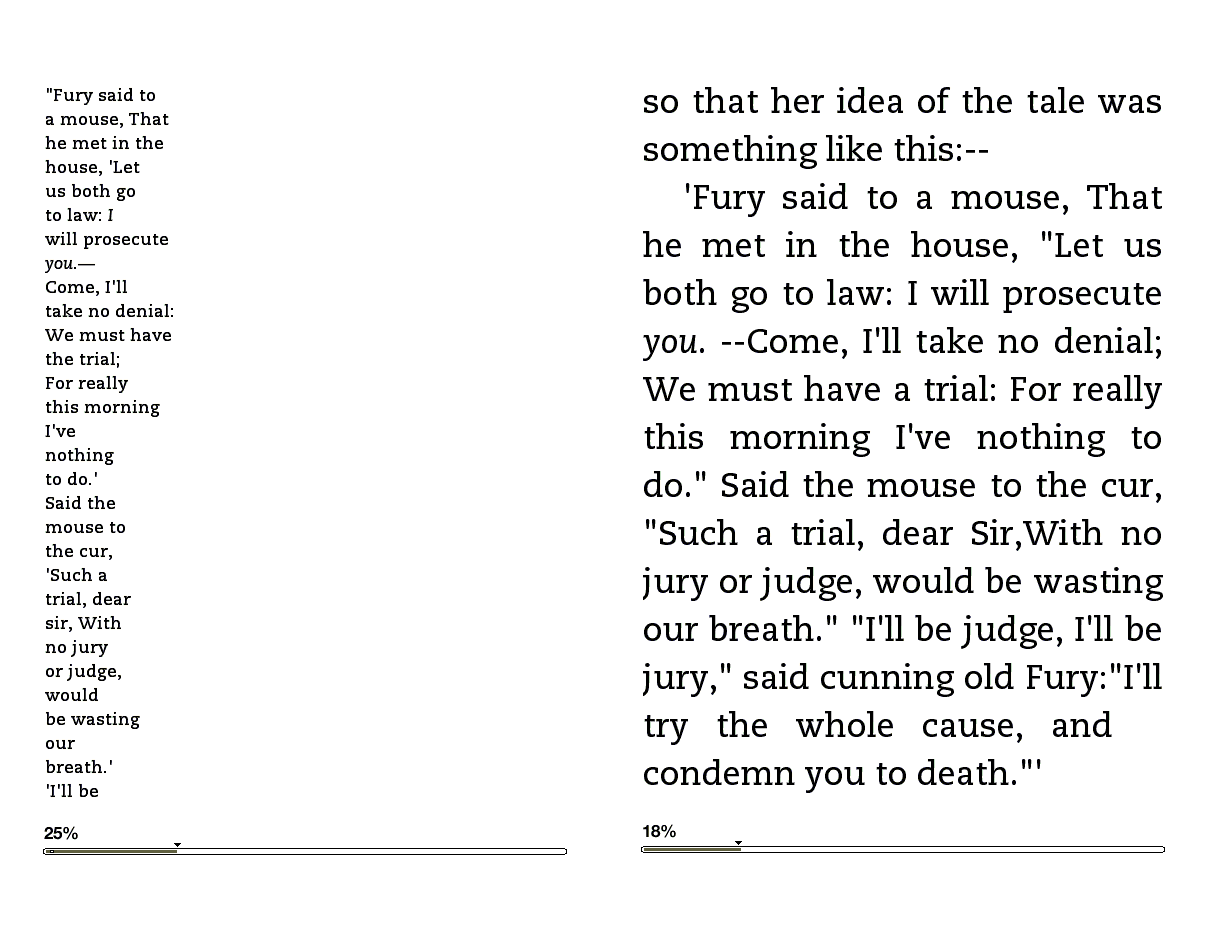 "Fury said to
a mouse, That
he met in the
house, 'Let
us both go
to law: I
will prosecute
you.—
Come, I'll
take no denial:
We must have
the trial;
For really
this morning
I've
nothing
to do.'
Said the
mouse to
the cur,
'Such a
trial, dear
sir, With
no jury
or judge,
would
be wasting
our
breath.'
'I'll be
25%
so that her idea of the tale was
something like this:--
'Fury said to a mouse, That
he met in the house, "Let us
both go to law: I will prosecute
you. --Come, I'll take no denial;
We must have a trial: For really
this morning I've nothing to
do." Said the mouse to the cur,
"Such a trial, dear Sir,With no
jury or judge, would be wasting
our breath." "I'll be judge, I'll be
jury," said cunning old Fury:"I'll
try the whole cause, and
condemn you to death."'
18%